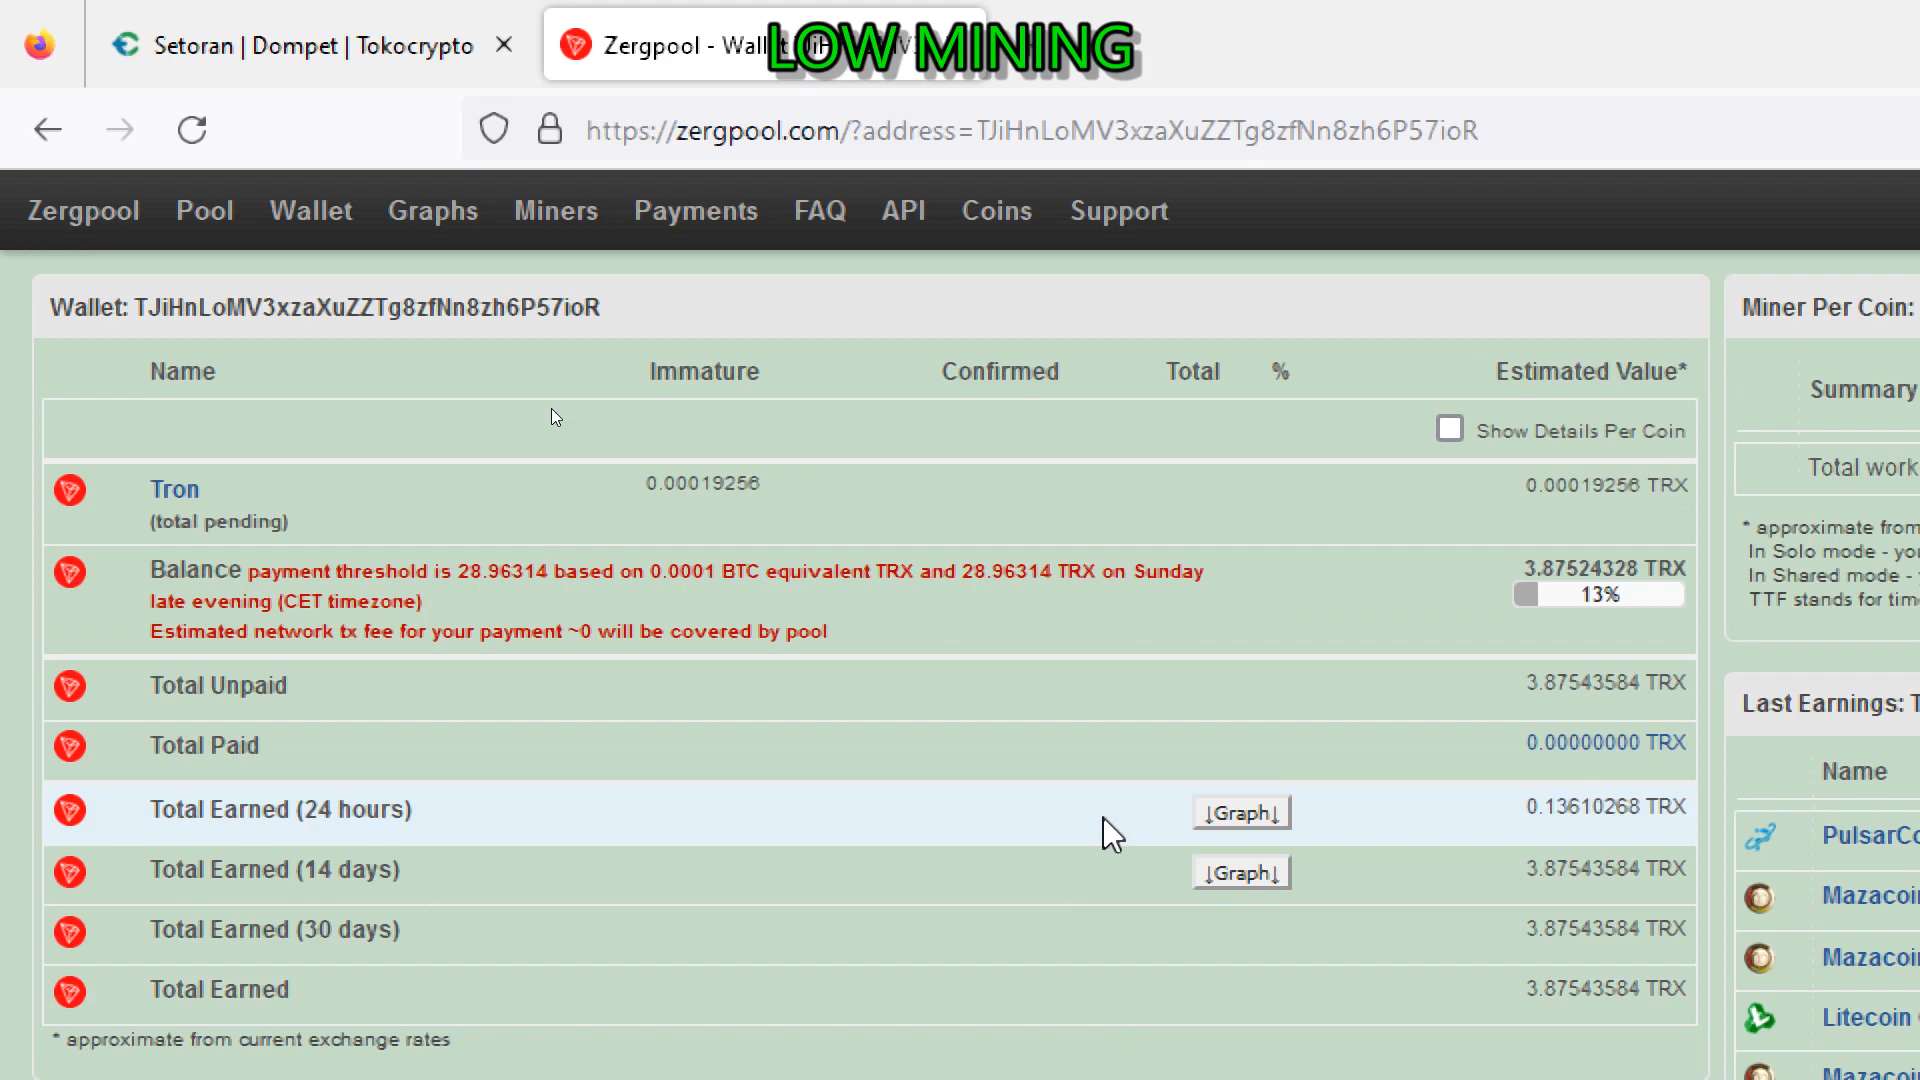 Setoran | Dompet | Tokocrypto
Zergpool - Wall
LOW MINING
https://zergpool.com/?address=TJiHnLoMV3xzaXuZZTg8zfNn8zh6P57ioR
Zergpool Pool Wallet Graphs Miners Payments FAQ API Coins Support
Wallet: TJiHnLoMV3xzaXuZZTg8zfNn8zh6P57ioR
Name Immature Confirmed Total % Estimated Value*
Show Details Per Coin
Tron 0.00019256 0.00019256 TRX
(total pending)
Balance payment threshold is 28.96314 based on 0.0001 BTC equivalent TRX and 28.96314 TRX on Sunday 3.87524328 TRX
late evening (CET timezone) 13%
Estimated network tx fee for your payment ~0 will be covered by pool
Total Unpaid 3.87543584 TRX
Total Paid 0.00000000 TRX
Total Earned (24 hours) ↓Graph↓ 0.13610268 TRX
Total Earned (14 days) ↓Graph↓ 3.87543584 TRX
Total Earned (30 days) 3.87543584 TRX
Total Earned 3.87543584 TRX
* approximate from current exchange rates
Miner Per Coin:
Summary
Total work
* approximate from
In Solo mode - you
In Shared mode -
TTF stands for tim
Last Earnings: T
Name
PulsarCo
Mazacoi
Mazacoi
Litecoin
Mazacoi